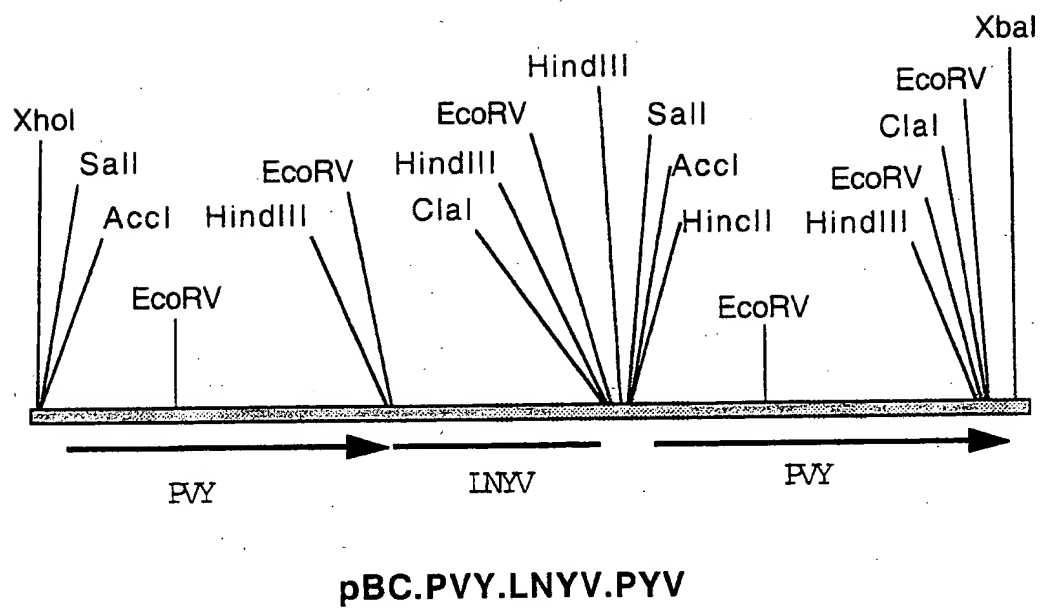 XbaI
HindIII
EcoRV
XhoI
EcoRV
SalI
ClaI
SalI
EcoRV
HindIII
AccI
EcoRV
AccI
HindIII
ClaI
HincII
HindIII
EcoRV
EcoRV
PVY
LNYV
PVY
pBC.PVY.LNYV.PYV